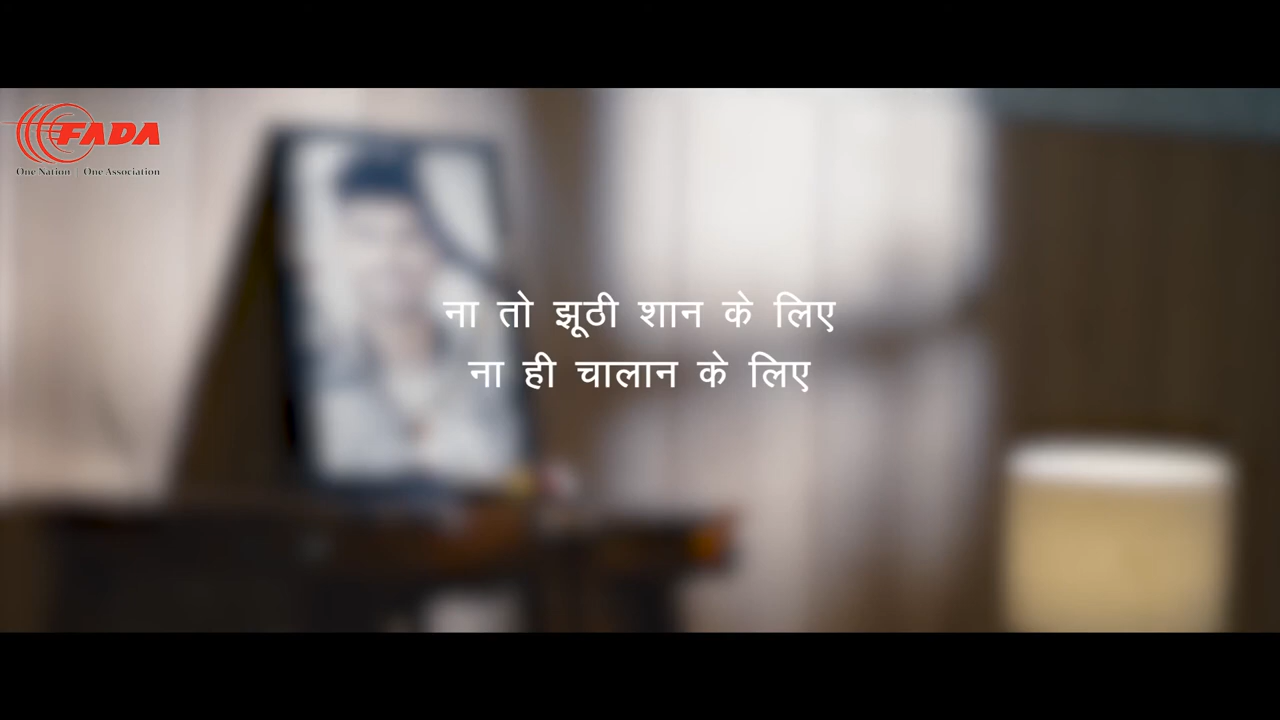 FADA
One Nation | One Association
ना तो झूठी शान के लिए
ना ही चालान के लिए